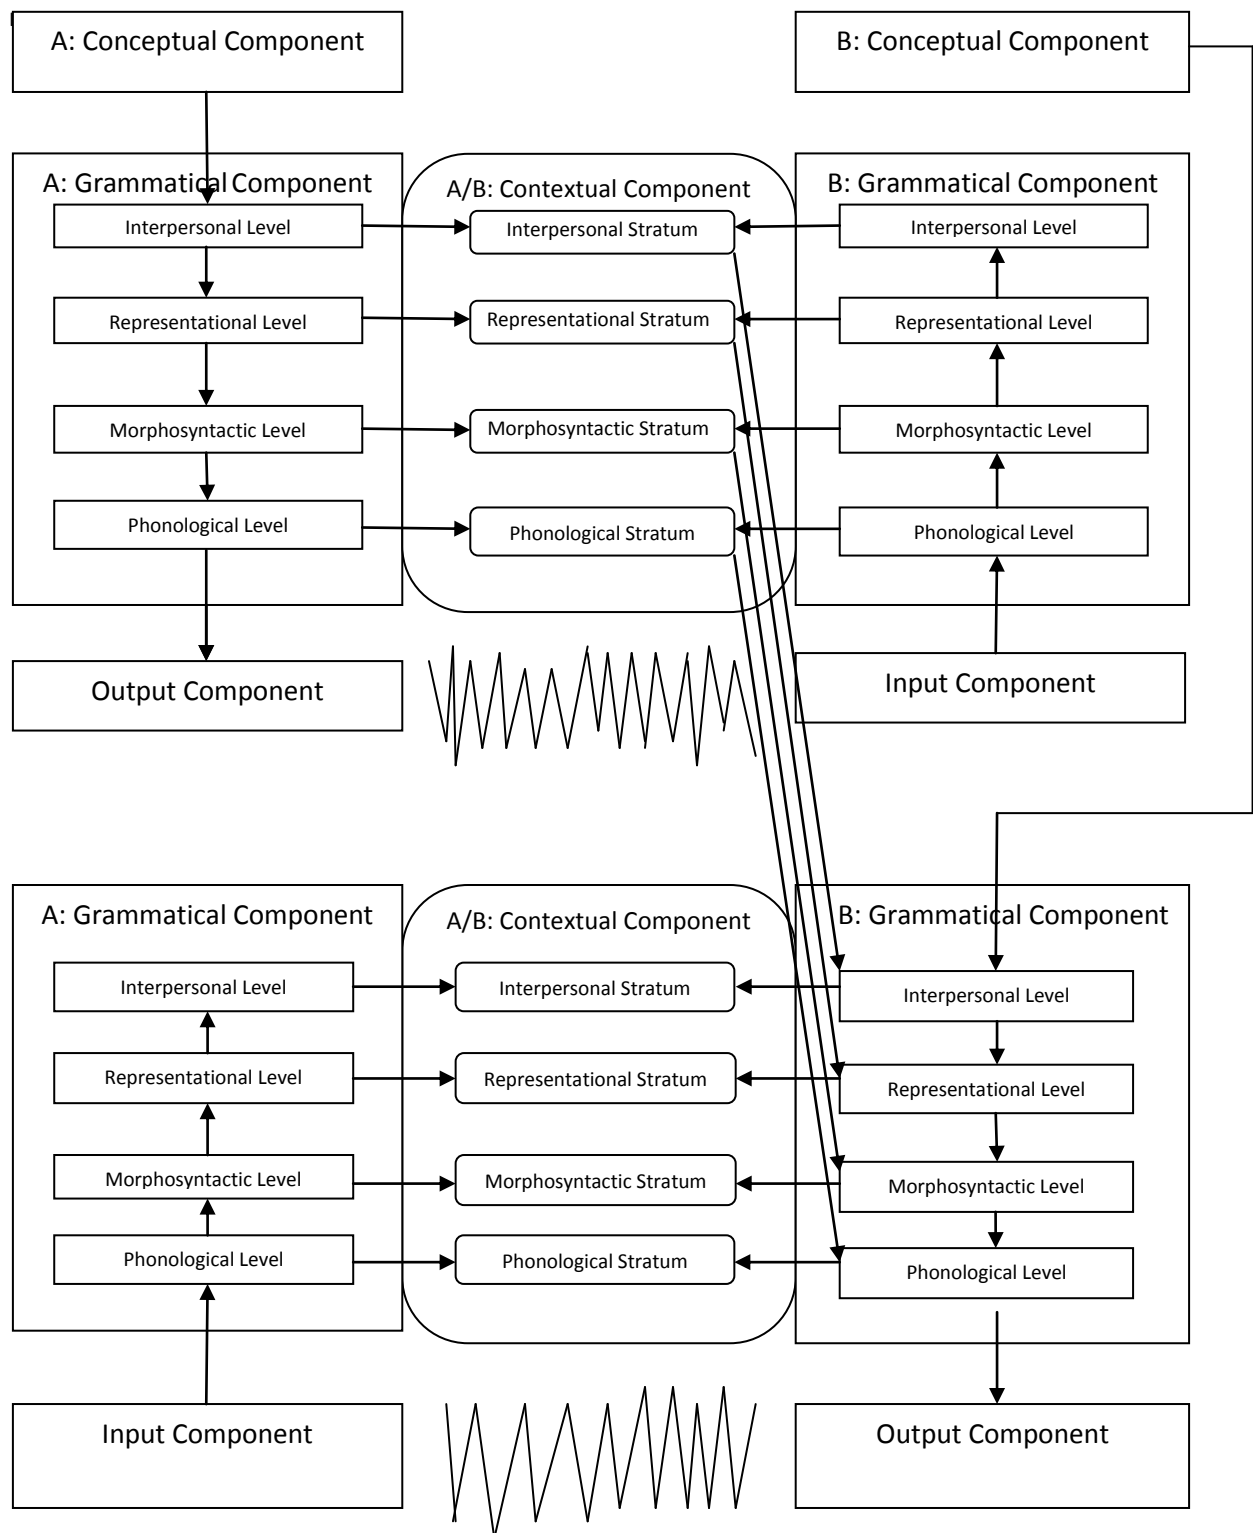 A: Conceptual Component
B: Conceptual Component
A: Grammatical Component
A/B: Contextual Component
B: Grammatical Component
Interpersonal Level
Interpersonal Stratum
Interpersonal Level
Representational Level
Representational Stratum
Representational Level
Morphosyntactic Level
Morphosyntactic Stratum
Morphosyntactic Level
Phonological Level
Phonological Stratum
Phonological Level
Output Component
Input Component
A: Grammatical Component
A/B: Contextual Component
B: Grammatical Component
Interpersonal Level
Interpersonal Stratum
Interpersonal Level
Representational Level
Representational Stratum
Representational Level
Morphosyntactic Level
Morphosyntactic Stratum
Morphosyntactic Level
Phonological Level
Phonological Stratum
Phonological Level
Input Component
Output Component